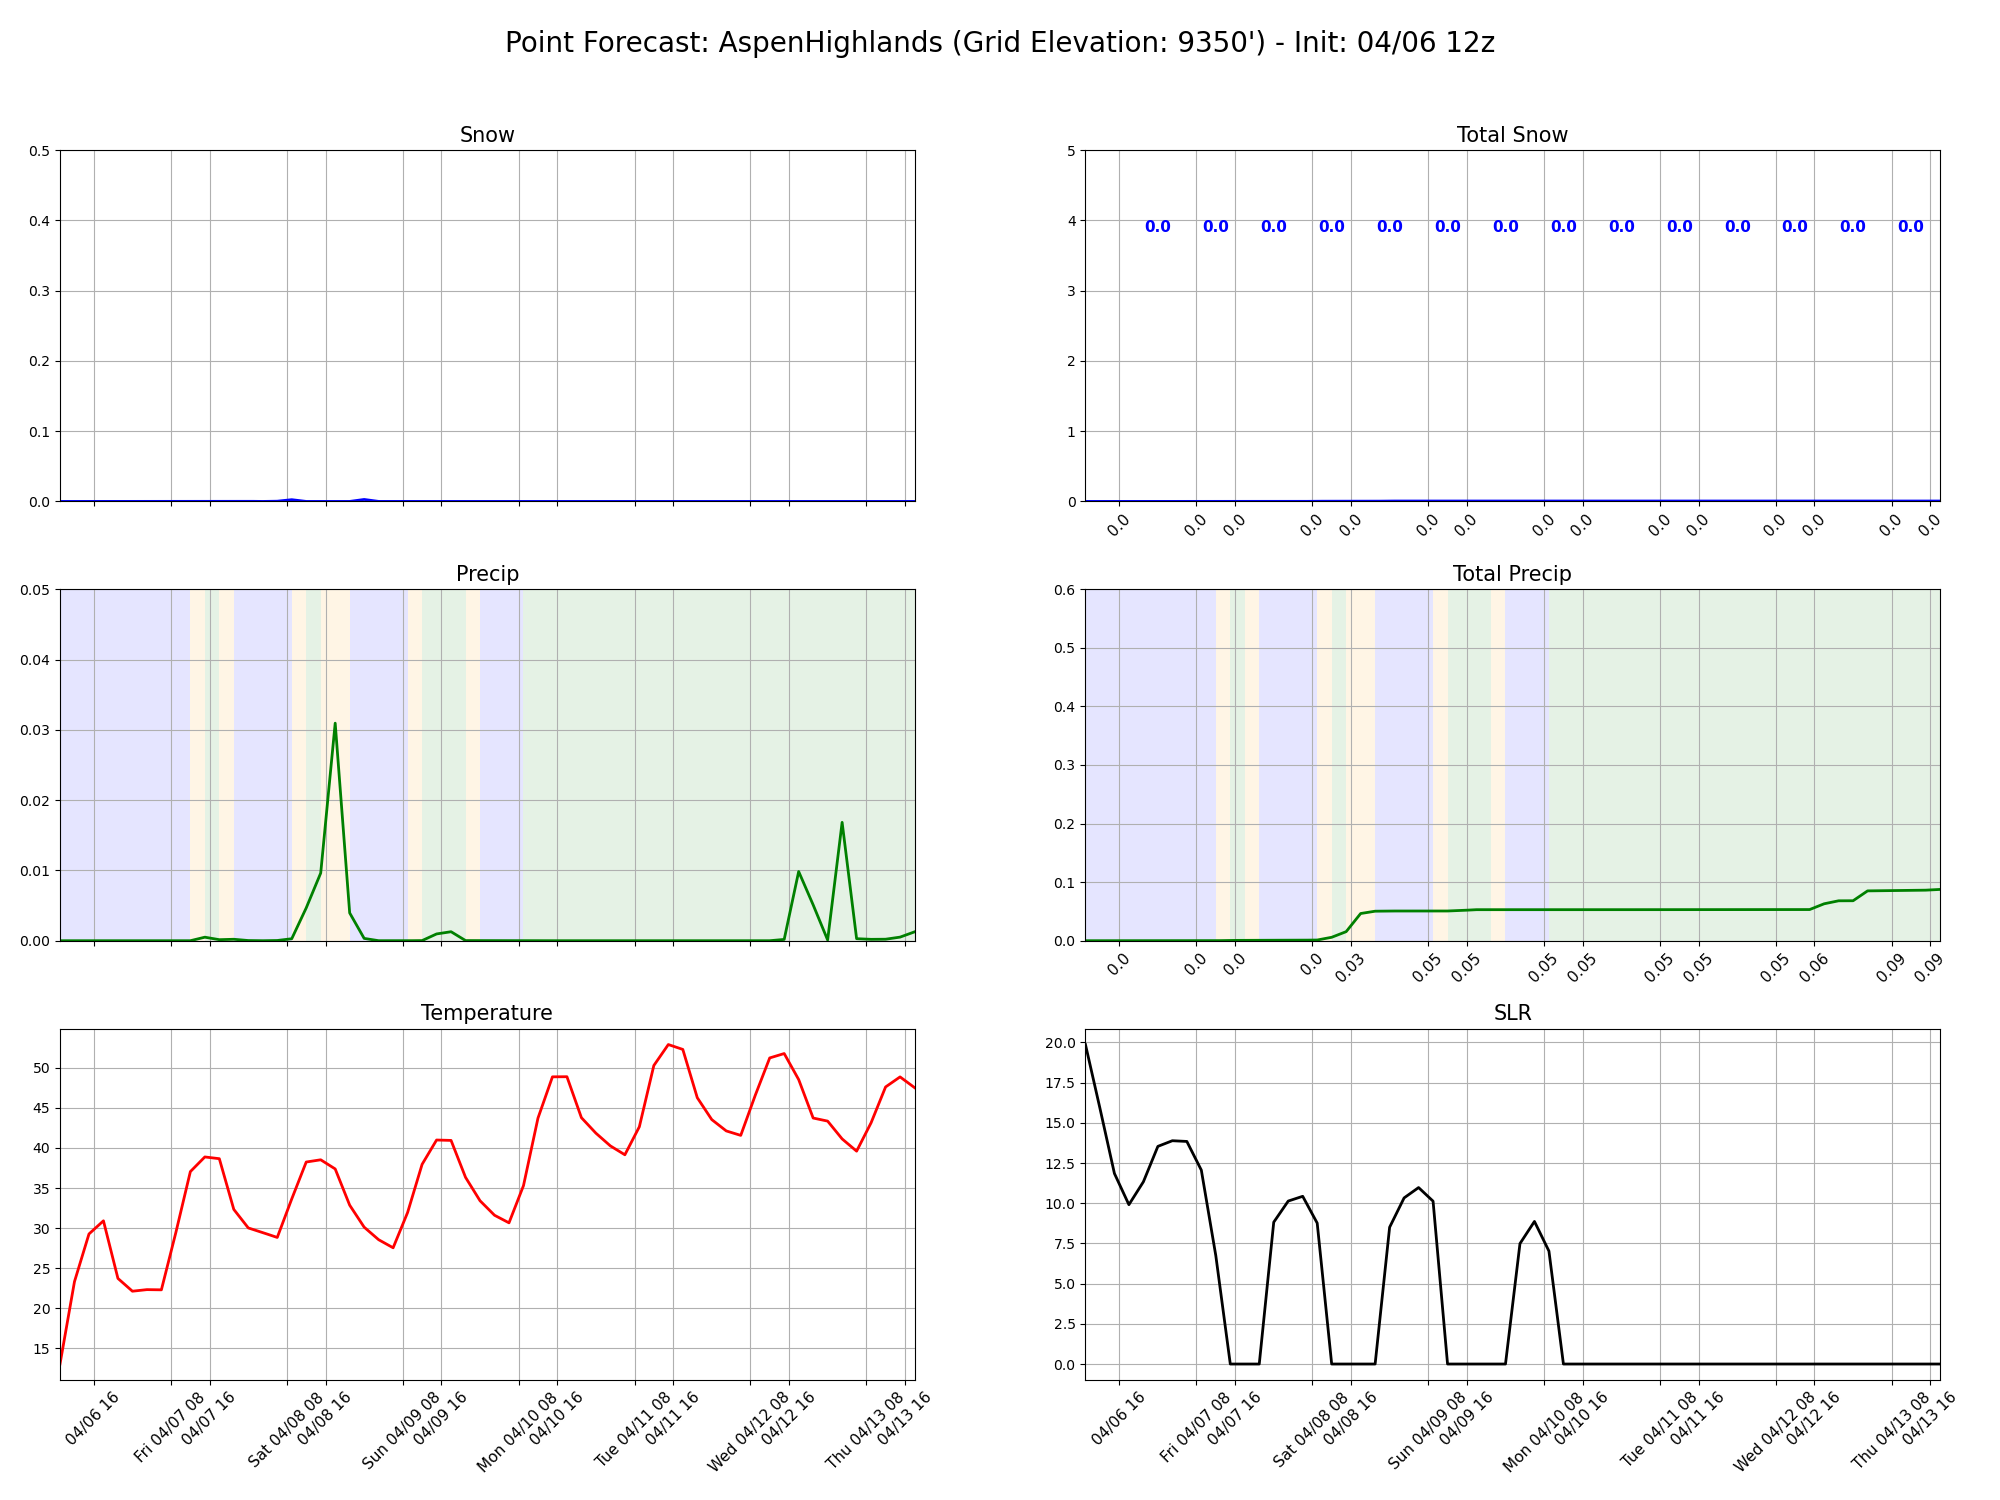 Point Forecast: AspenHighlands (Grid Elevation: 9350') - Init: 04/06 12z
Snow
0.5
0.4
0.3
0.2
0.1
0.0
Total Snow
5
4
3
2
1
0
0.0 0.0 0.0 0.0 0.0 0.0 0.0 0.0 0.0 0.0 0.0 0.0 0.0 0.0
0.0 0.0 0.0 0.0 0.0 0.0 0.0 0.0 0.0 0.0 0.0 0.0 0.0 0.0 0.0
Precip
0.05
0.04
0.03
0.02
0.01
0.00
Total Precip
0.6
0.5
0.4
0.3
0.2
0.1
0.0
0.0 0.0 0.0 0.0 0.03 0.05 0.05 0.05 0.05 0.05 0.05 0.05 0.06 0.09 0.09
Temperature
50
45
40
35
30
25
20
15
04/06 16
Fri 04/07 08
04/07 16
Sat 04/08 08
04/08 16
Sun 04/09 08
04/09 16
Mon 04/10 08
04/10 16
Tue 04/11 08
04/11 16
Wed 04/12 08
04/12 16
Thu 04/13 08
04/13 16
SLR
20.0
17.5
15.0
12.5
10.0
7.5
5.0
2.5
0.0
04/06 16
Fri 04/07 08
04/07 16
Sat 04/08 08
04/08 16
Sun 04/09 08
04/09 16
Mon 04/10 08
04/10 16
Tue 04/11 08
04/11 16
Wed 04/12 08
04/12 16
Thu 04/13 08
04/13 16